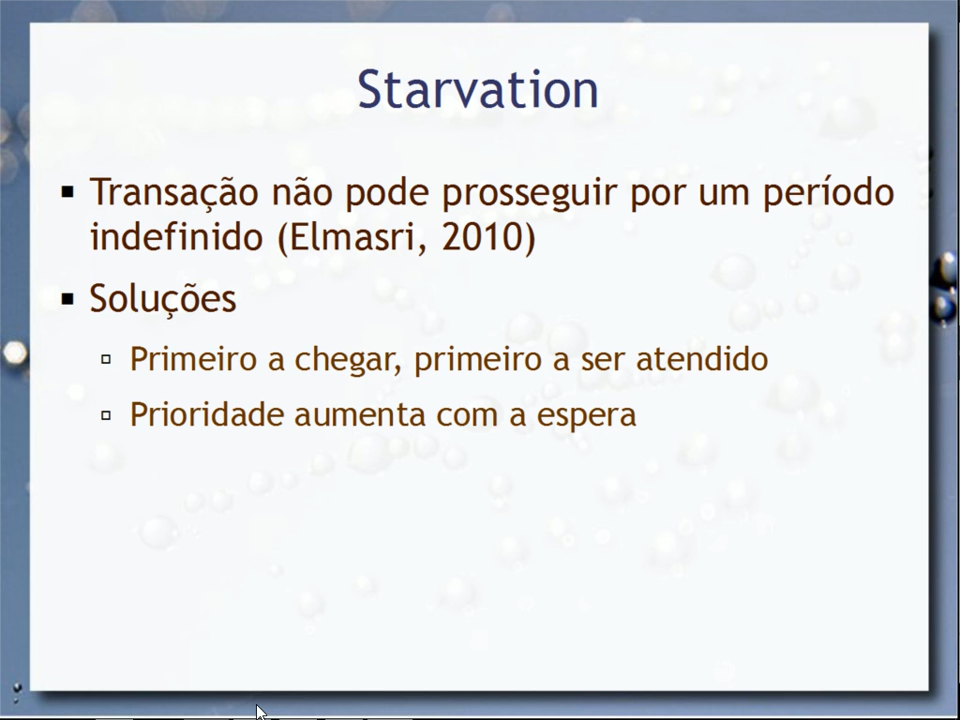 Starvation
Transação não pode prosseguir por um período
indefinido (Elmasri, 2010)
Soluções
Primeiro a chegar, primeiro a ser atendido
Prioridade aumenta com a espera